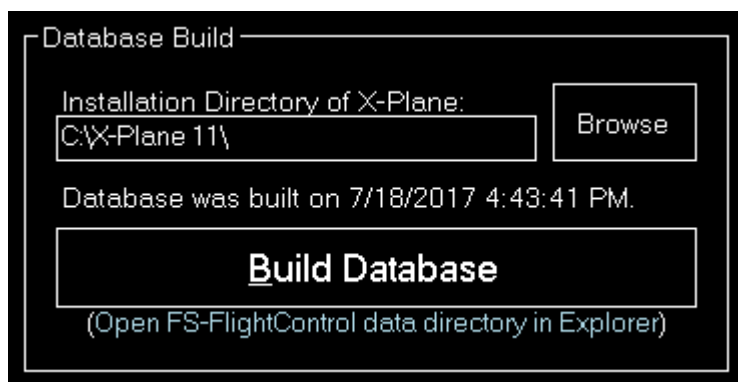 Database Build
Installation Directory of X-Plane:
C:\X-Plane 11\
Browse
Database was built on 7/18/2017 4:43:41 PM.
Build Database
(Open FS-FlightControl data directory in Explorer)